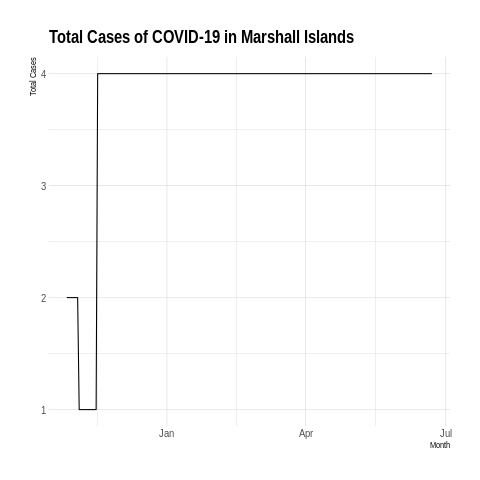 Total Cases of COVID-19 in Marshall Islands
Total Cases
4
3
2
1
Jan Apr Jul
Month